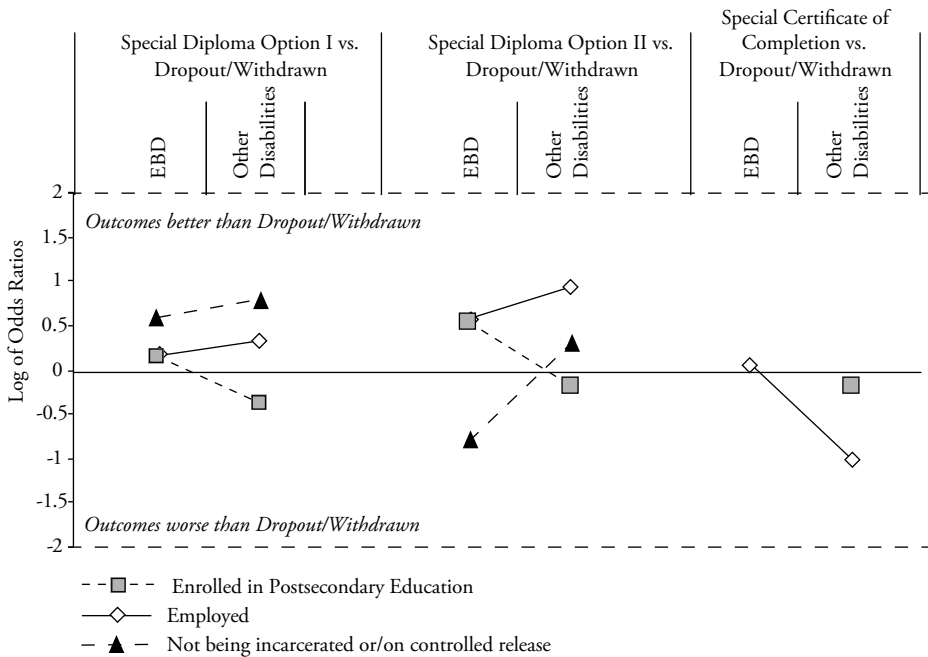 Special Diploma Option I vs.
Dropout/Withdrawn
Special Diploma Option II vs.
Dropout/Withdrawn
Special Certificate of
Completion vs.
Dropout/Withdrawn
EBD
Other
Disabilities
EBD
Other
Disabilities
EBD
Other
Disabilities
Log of Odds Ratios
2
1.5
1
0.5
0
-0.5
-1
-1.5
-2
Outcomes better than Dropout/Withdrawn
Outcomes worse than Dropout/Withdrawn
Enrolled in Postsecondary Education
Employed
Not being incarcerated or/on controlled release